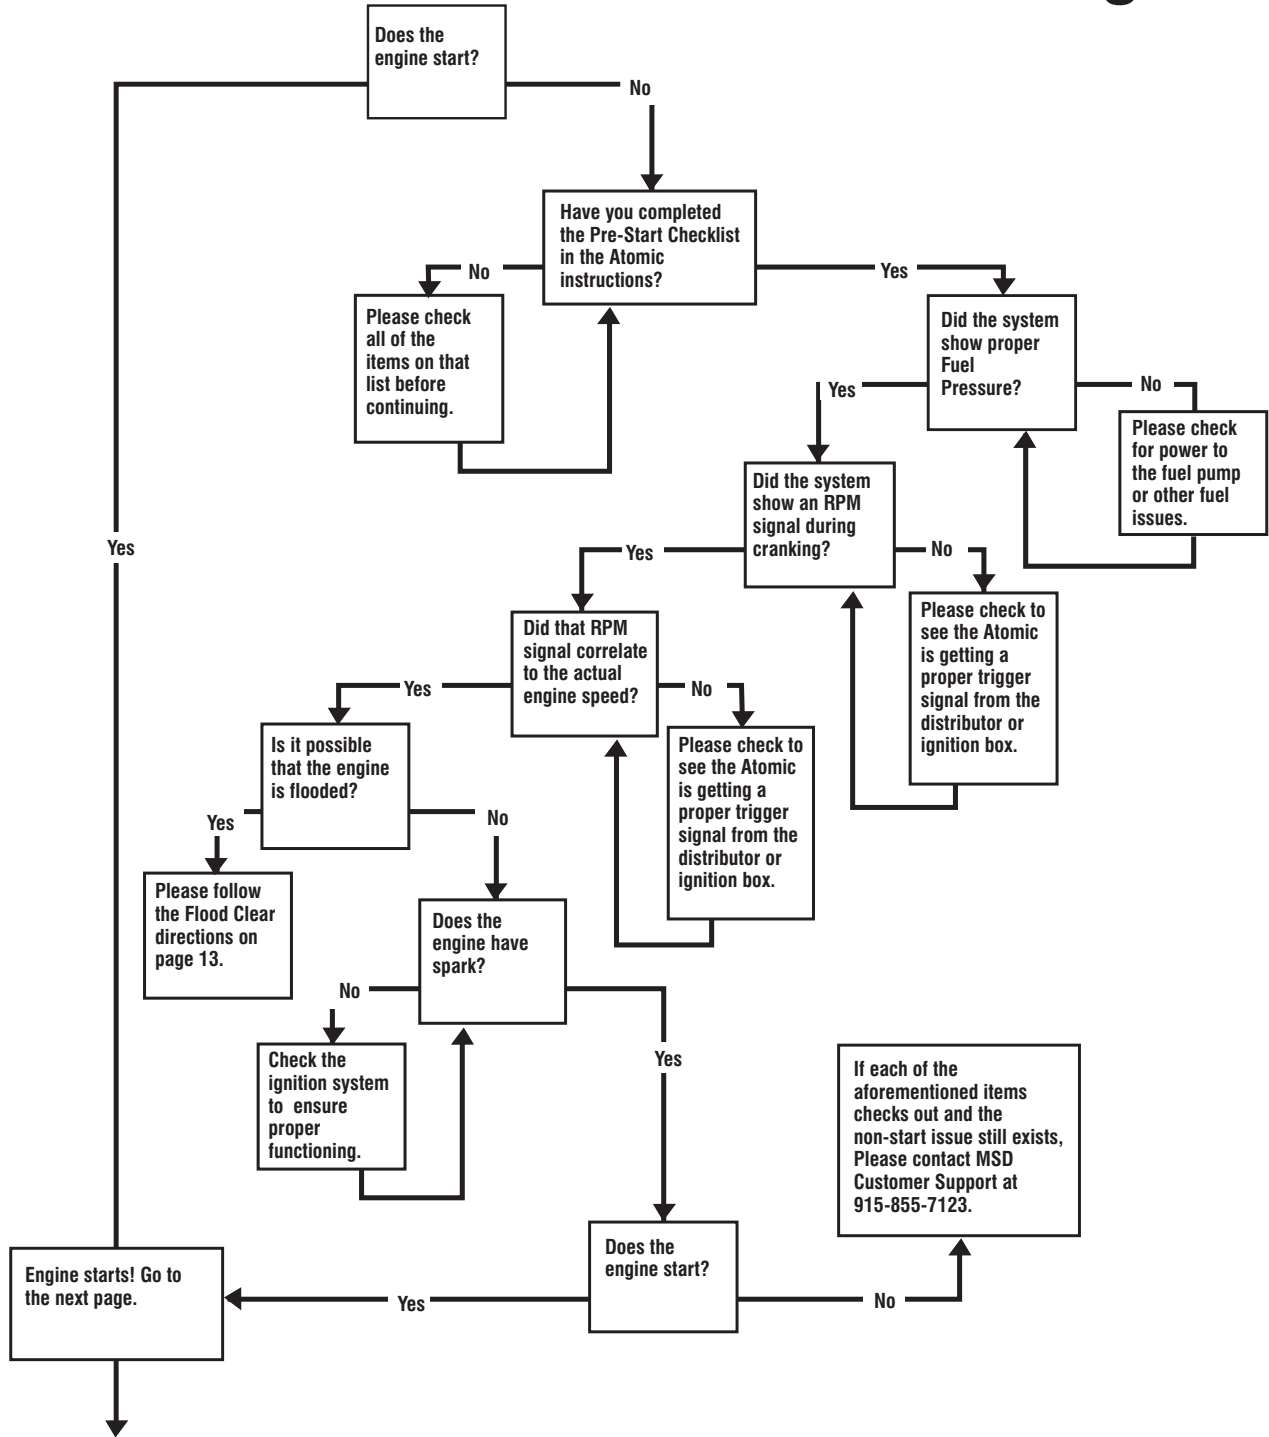 Does the
engine start?
No
Have you completed
the Pre-Start Checklist
in the Atomic
instructions?
No
Yes
Please check
all of the
items on that
list before
continuing.
Did the system
show proper
Fuel
Pressure?
Yes
No
Please check
for power to
the fuel pump
or other fuel
issues.
Did the system
show an RPM
signal during
cranking?
Yes
Yes
No
Please check to
see the Atomic
is getting a
proper trigger
signal from the
distributor or
ignition box.
Did that RPM
signal correlate
to the actual
engine speed?
Yes
No
Please check to
see the Atomic
is getting a
proper trigger
signal from the
distributor or
ignition box.
Is it possible
that the engine
is flooded?
Yes
No
Please follow
the Flood Clear
directions on
page 13.
Does the
engine have
spark?
No
Yes
Check the
ignition system
to  ensure
proper
functioning.
If each of the
aforementioned items
checks out and the
non-start issue still exists,
Please contact MSD
Customer Support at
915-855-7123.
Does the
engine start?
Engine starts! Go to
the next page.
Yes
No